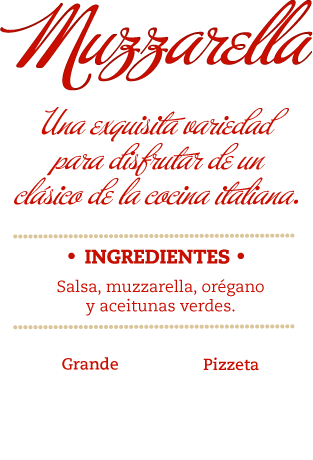 Muzzarella
Una exquisita variedad
para disfrutar de un
clásico de la cocina italiana.
• INGREDIENTES •
Salsa, muzzarella, orégano
y aceitunas verdes.
Grande Pizzeta